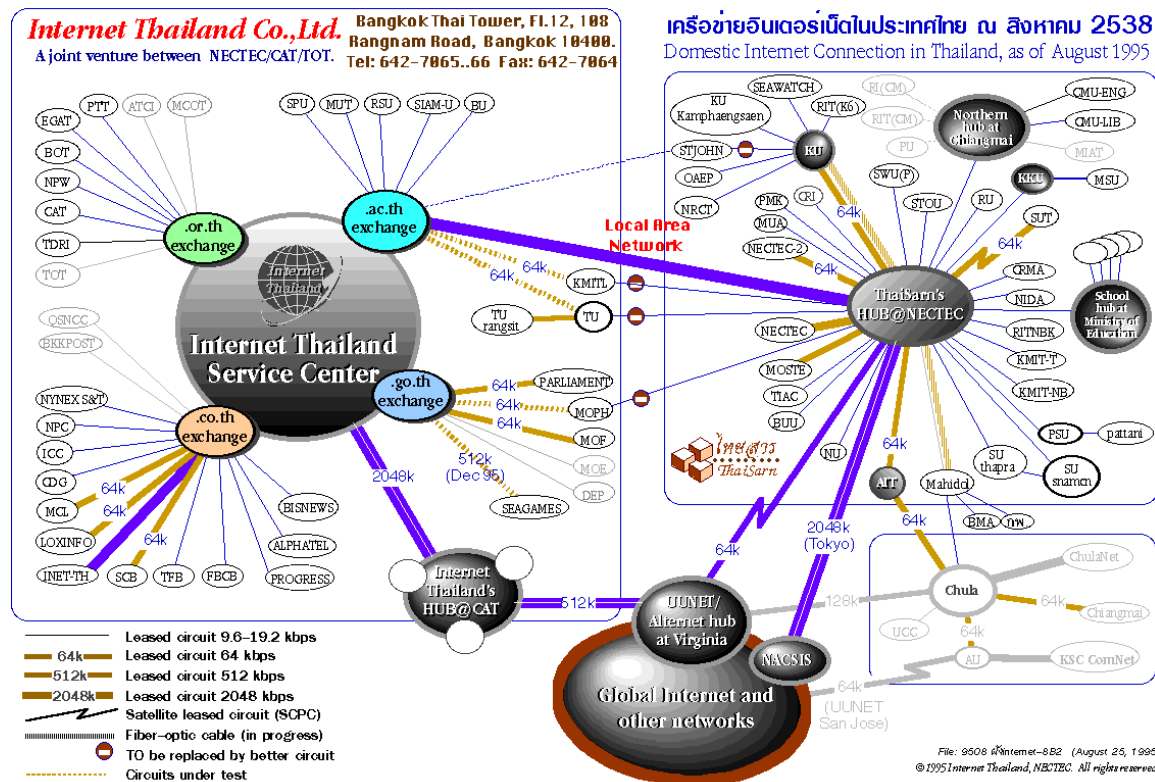 Internet Thailand Co.,Ltd.
A joint venture between NECTEC/CAT/TOT.
Bangkok Thai Tower, Fl.12, 108
Rangnam Road, Bangkok 10400.
Tel: 642-7065..66 Fax: 642-7064
เครือข่ายอินเตอร์เน็ตในประเทศไทย ณ สิงหาคม 2538
Domestic Internet Connection in Thailand, as of August 1995
PTT
ATCI
MCOT
EGAT
BOT
NPW
CAT
TDRI
TOT
.or.th
exchange
SPU
MUT
RSU
SIAM-U
BU
.ac.th
exchange
64k
64k
Internet
Thailand
Internet Thailand
Service Center
OSNCC
BKKPOST
NYNEX S&T
NPC
ICC
CDG
MCL
LOXINFO
INET-TH
SCB
TFB
FBCB
PROGRESS
ALPHATEL
BISNEWS
.co.th
exchange
64k
64k
64k
.go.th
exchange
64k
64k
64k
PARLIAMENT
MOPH
MOF
MOE
DEP
SEAGAMES
512k
(Dec 95)
2048k
KMITL
TU
TU
rangsit
Local Area
Network
SEAWATCH
KU
Kamphaengsaen
RIT(K6)
STJOHN
OAEP
NRCT
KU
64k
RI(CM)
RIT(CM)
PU
Northern
hub at
Chiangmai
CMU-ENG
CMU-LIB
MIAT
KKU
MSU
SWU(P)
CRI
PMK
MUA
NECTEC-2
64k
STOU
RU
SUT
64k
ThaiSarn's
HUB@NECTEC
CRMA
NIDA
RITNBK
KMIT-T
KMIT-NB
School
hub at
Ministry of
Education
NECTEC
MOSTE
TIAC
BUU
NU
PSU
pattani
SU
thapra
SU
snamcn
ไทยสาร
ThaiSarn
64k
AIT
Mahidol
BMA
กพ
64k
2048k
(Tokyo)
64k
Internet
Thailand's
HUB@CAT
512k
UUNET/
Alternet hub
at Virginia
NACSIS
Global Internet and
other networks
128k
Chula
ChulaNet
UCC
64k
Chiangmai
64k
AU
KSC ComNet
64k
(UUNET
San Jose)
Leased circuit 9.6-19.2 kbps
64k Leased circuit 64 kbps
512k Leased circuit 512 kbps
2048k Leased circuit 2048 kbps
Satellite leased circuit (SCPC)
Fiber-optic cable (in progress)
TO be replaced by better circuit
Circuits under test
File: 9508 ผังInternet-8B2 (August 25, 1995
©1995 Internet Thailand, NECTEC. All rights reserved